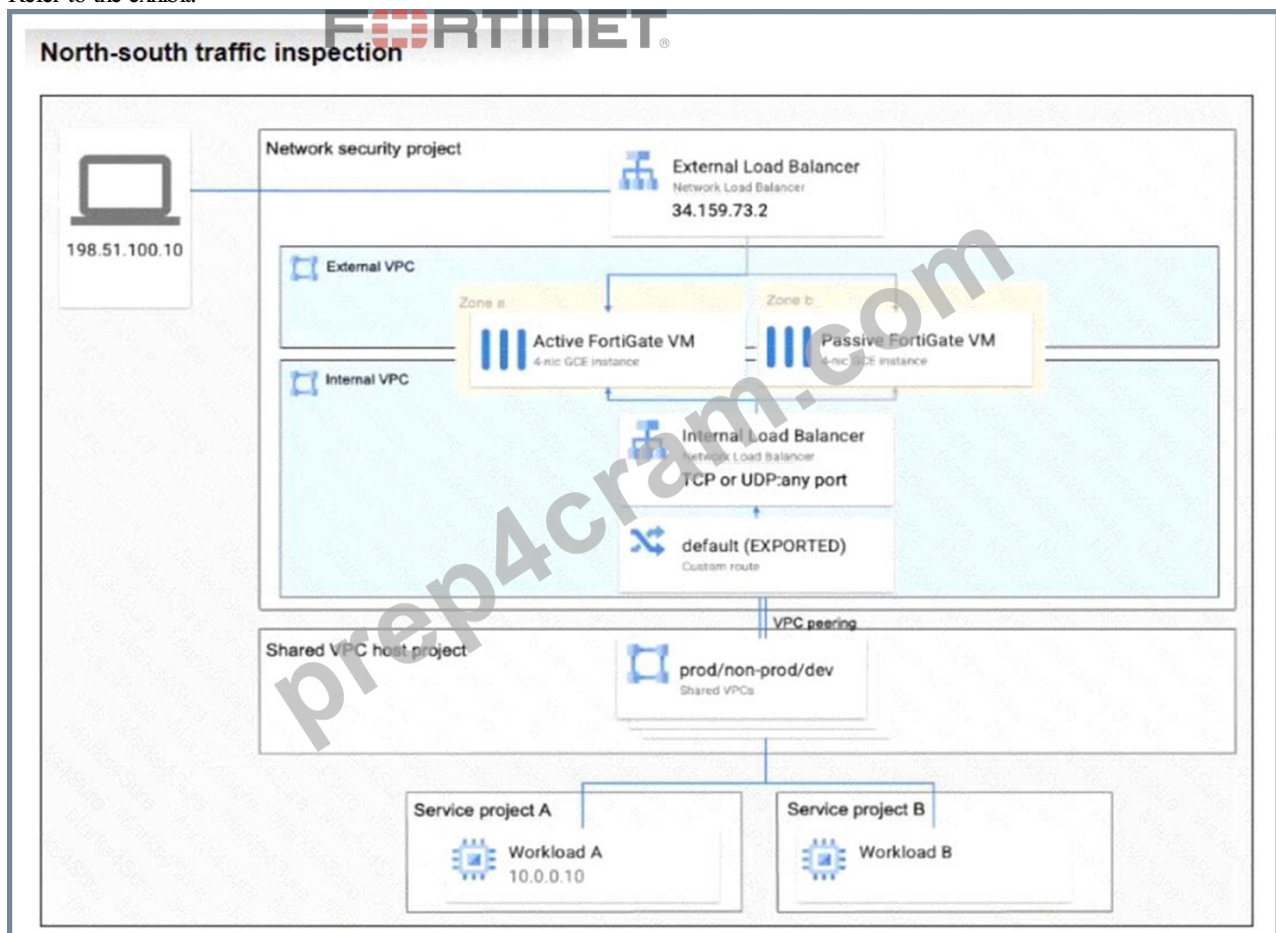 Refer to the exhibit.
FORTINET®
North-south traffic inspection
Network security project
External Load Balancer
Network Load Balancer
34.159.73.2
198.51.100.10
External VPC
Zone a
Zone b
Active FortiGate VM
4-nic GCE instance
Passive FortiGate VM
4-nic GCE instance
Internal VPC
Internal Load Balancer
Network Load Balancer
TCP or UDP:any port
default (EXPORTED)
Custom route
VPC peering
Shared VPC host project
prod/non-prod/dev
Shared VPCs
Service project A
Workload A
10.0.0.10
Service project B
Workload B
prep4cram.com